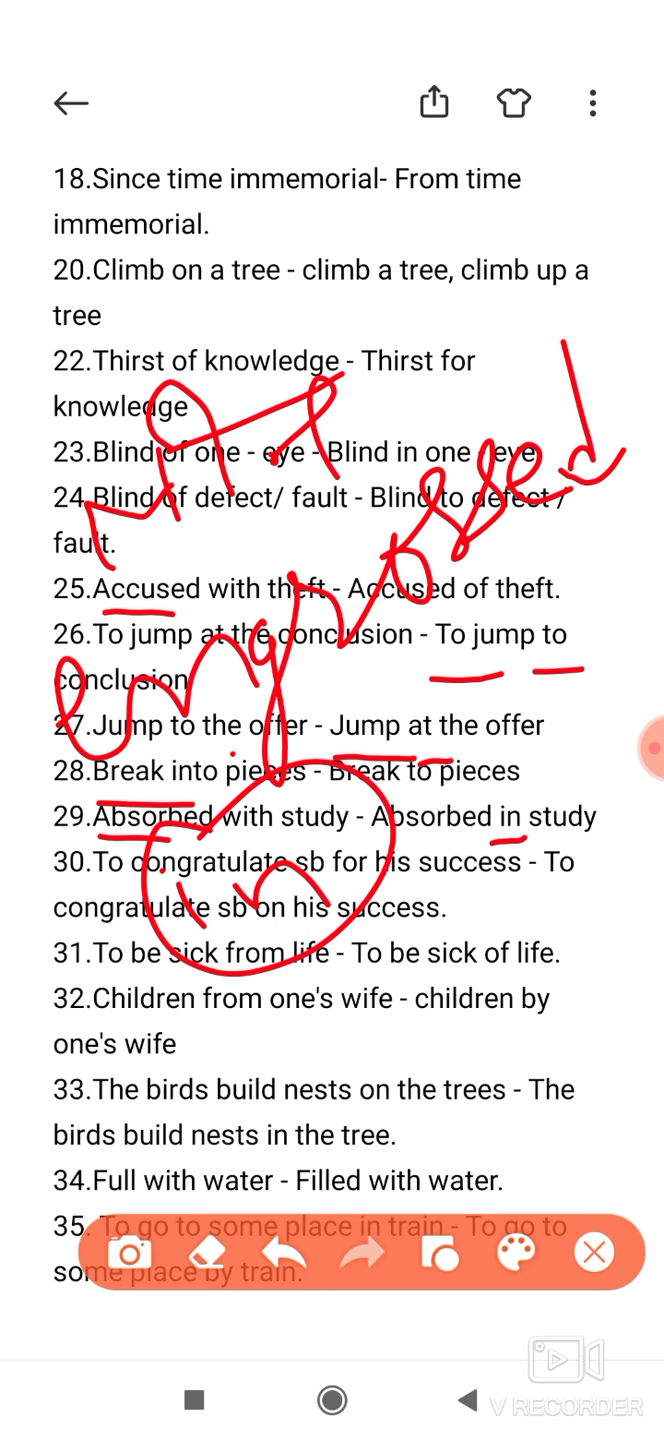 18.Since time immemorial- From time
immemorial.
20.Climb on a tree - climb a tree, climb up a
tree
22.Thirst of knowledge - Thirst for
knowledge
23.Blind of one - eye - Blind in one - eye
24.Blind of defect/ fault - Blind to defect /
fault.
25.Accused with theft - Accused of theft.
26.To jump at the conclusion - To jump to
conclusion
27.Jump to the offer - Jump at the offer
28.Break into pieces - Break to pieces
29.Absorbed with study - Absorbed in study
30.To congratulate sb for his success - To
congratulate sb on his success.
31.To be sick from life - To be sick of life.
32.Children from one's wife - children by
one's wife
33.The birds build nests on the trees - The
birds build nests in the tree.
34.Full with water - Filled with water.
35. To go to some place in train - To go to
some place by train.
engrossed
in
V RECORDER